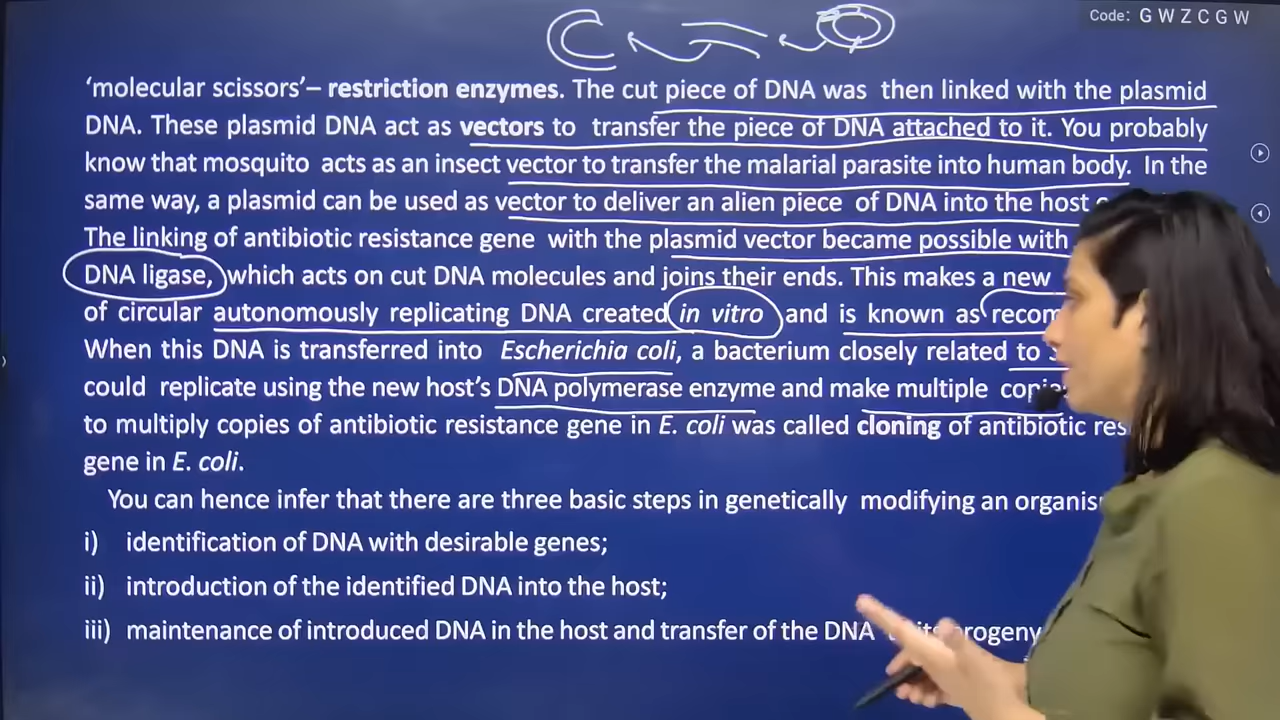 Code: G W Z C G W
‘molecular scissors’– restriction enzymes. The cut piece of DNA was then linked with the plasmid
DNA. These plasmid DNA act as vectors to transfer the piece of DNA attached to it. You probably
know that mosquito acts as an insect vector to transfer the malarial parasite into human body. In the
same way, a plasmid can be used as vector to deliver an alien piece of DNA into the host
The linking of antibiotic resistance gene with the plasmid vector became possible with
DNA ligase, which acts on cut DNA molecules and joins their ends. This makes a new
of circular autonomously replicating DNA created in vitro and is known as recom
When this DNA is transferred into Escherichia coli, a bacterium closely related to
could replicate using the new host’s DNA polymerase enzyme and make multiple copie
to multiply copies of antibiotic resistance gene in E. coli was called cloning of antibiotic res
gene in E. coli.
You can hence infer that there are three basic steps in genetically modifying an organis
i) identification of DNA with desirable genes;
ii) introduction of the identified DNA into the host;
iii) maintenance of introduced DNA in the host and transfer of the DNA its progeny